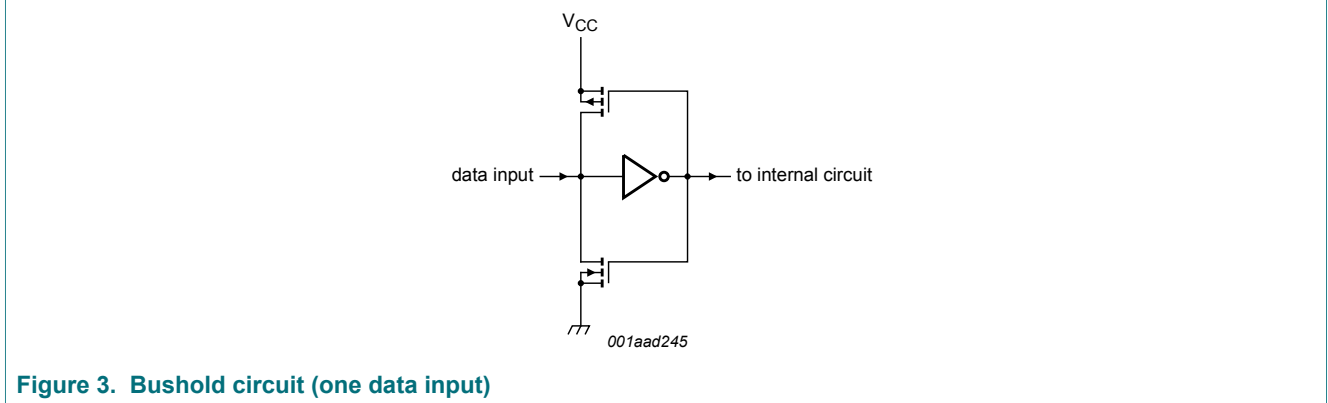 VCC
data input
to internal circuit
001aad245
Figure 3. Bushold circuit (one data input)